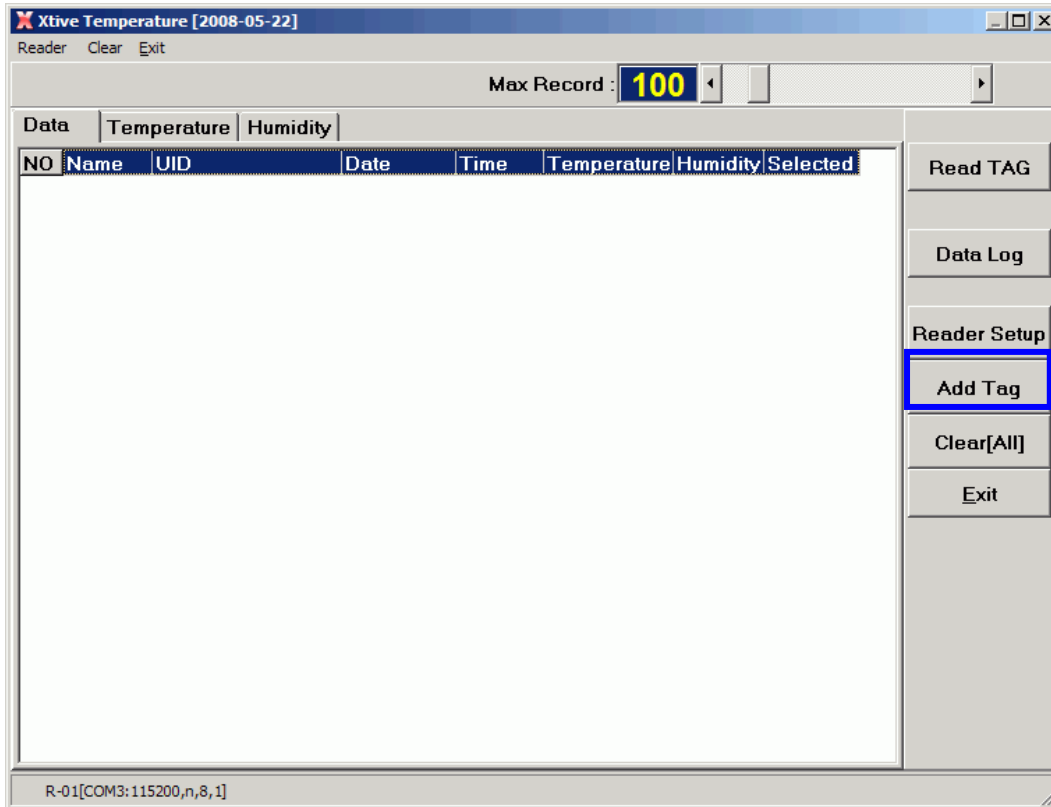 Xtive Temperature [2008-05-22]
Reader Clear Exit
Max Record : 100
Data Temperature Humidity
NO Name UID Date Time Temperature Humidity Selected
Read TAG
Data Log
Reader Setup
Add Tag
Clear[All]
Exit
R-01[COM3:115200,n,8,1]